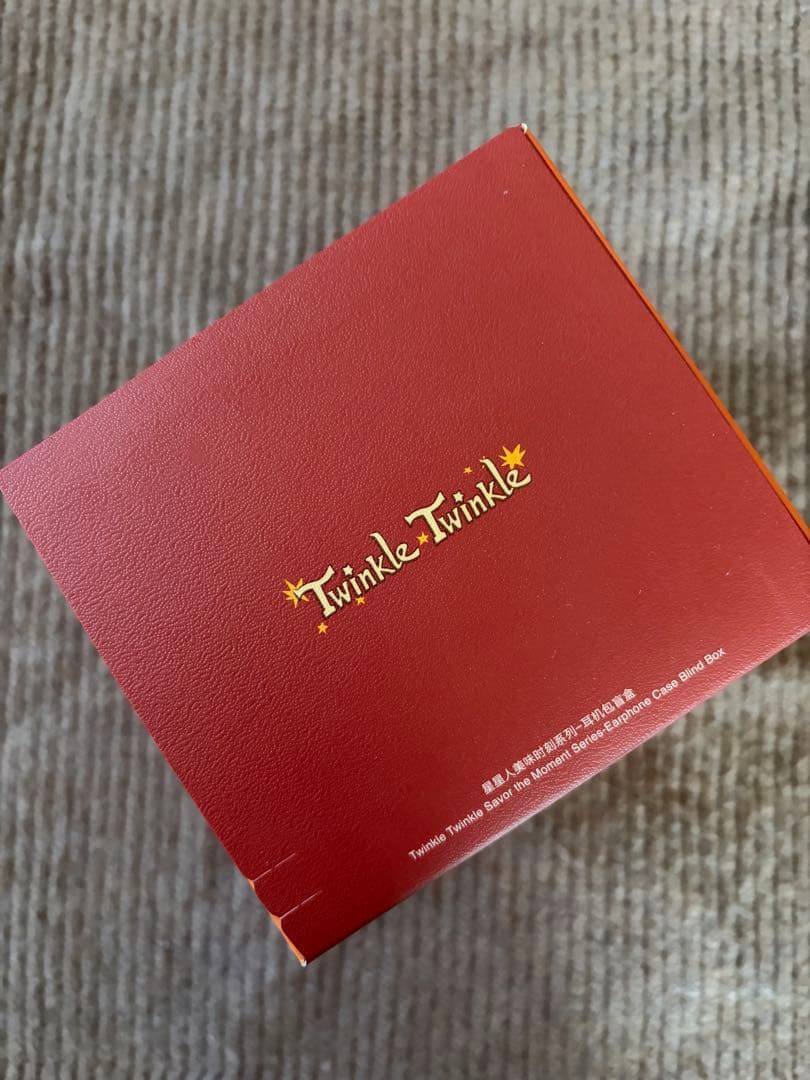 Twinkle Twinkle
星星人美味时刻系列-耳机包盲盒
Twinkle Twinkle Savor the Moment Series-Earphone Case Blind Box